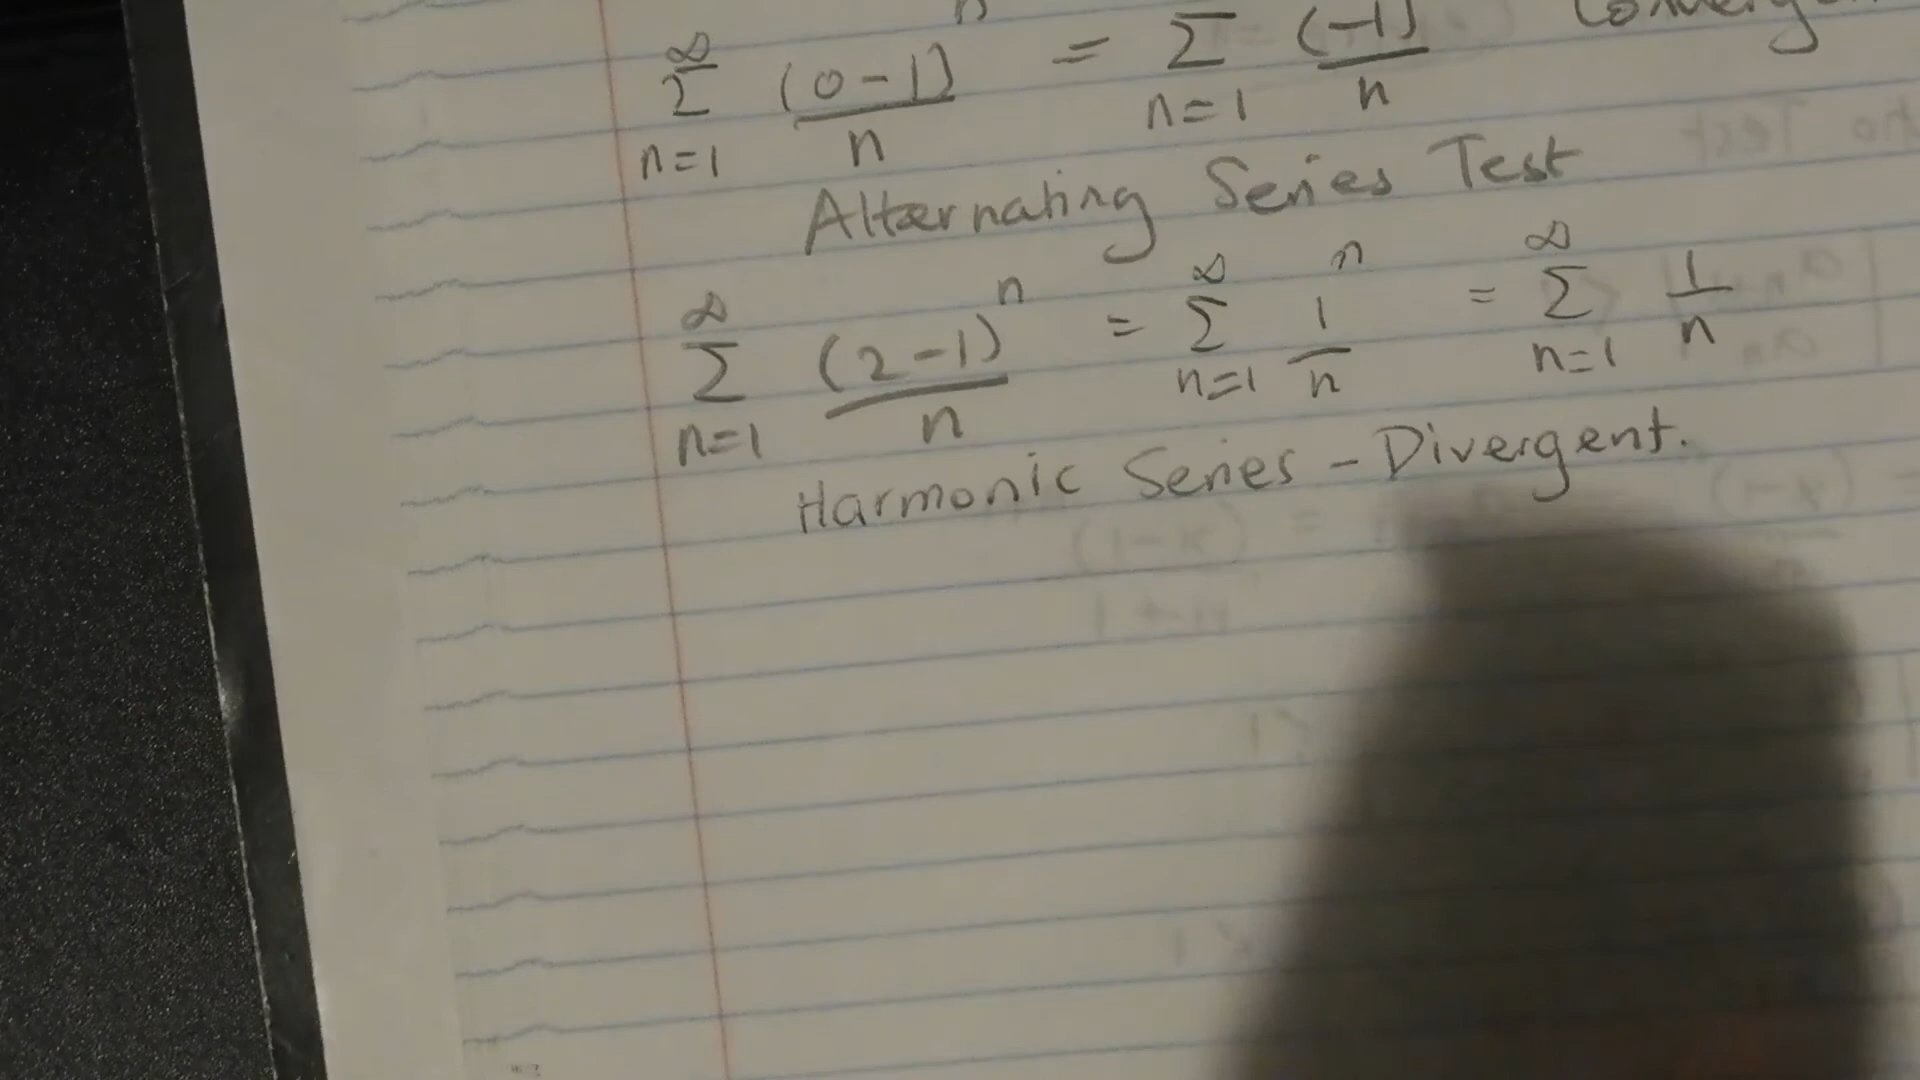 ∞ Σ n=1 (0-1)^n / n = Σ n=1 (-1) / n
Alternating Series Test
∞ Σ n=1 (2-1)^n / n = ∞ Σ n=1 1^n / n = ∞ Σ n=1 1 / n
Harmonic Series - Divergent.